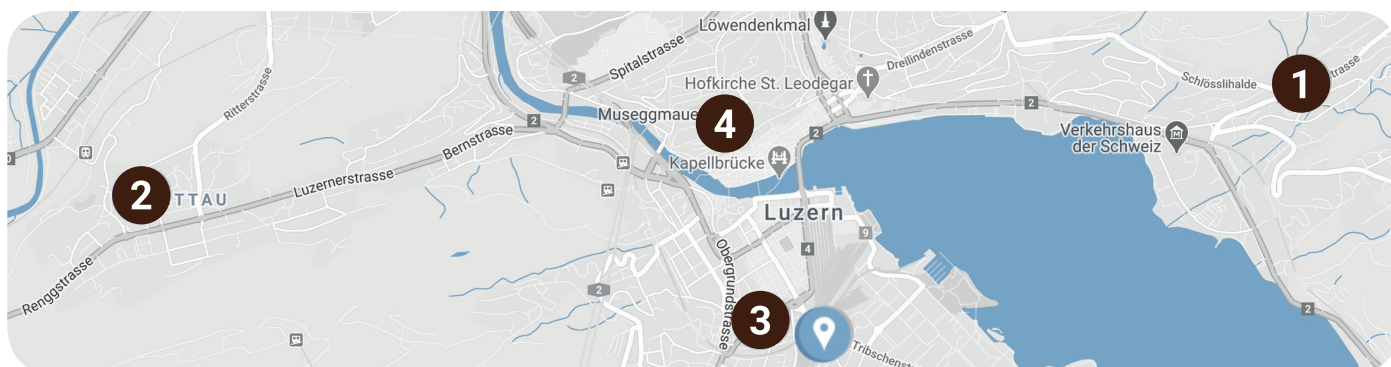 Löwendenkmal
Spitalstrasse
Dreilindenstrasse
2
Hofkirche St. Leodegar
Schlösslihalde
1
strasse
Ritterstrasse
Museggmaue
4
2
2
2
Bernstrasse
Verkehrshaus
der Schweiz
Kapellbrücke
Luzernerstrasse
2
TTAU
Luzern
9
4
Obergrundstrasse
Renggstrasse
2
2
3
Tribschenst